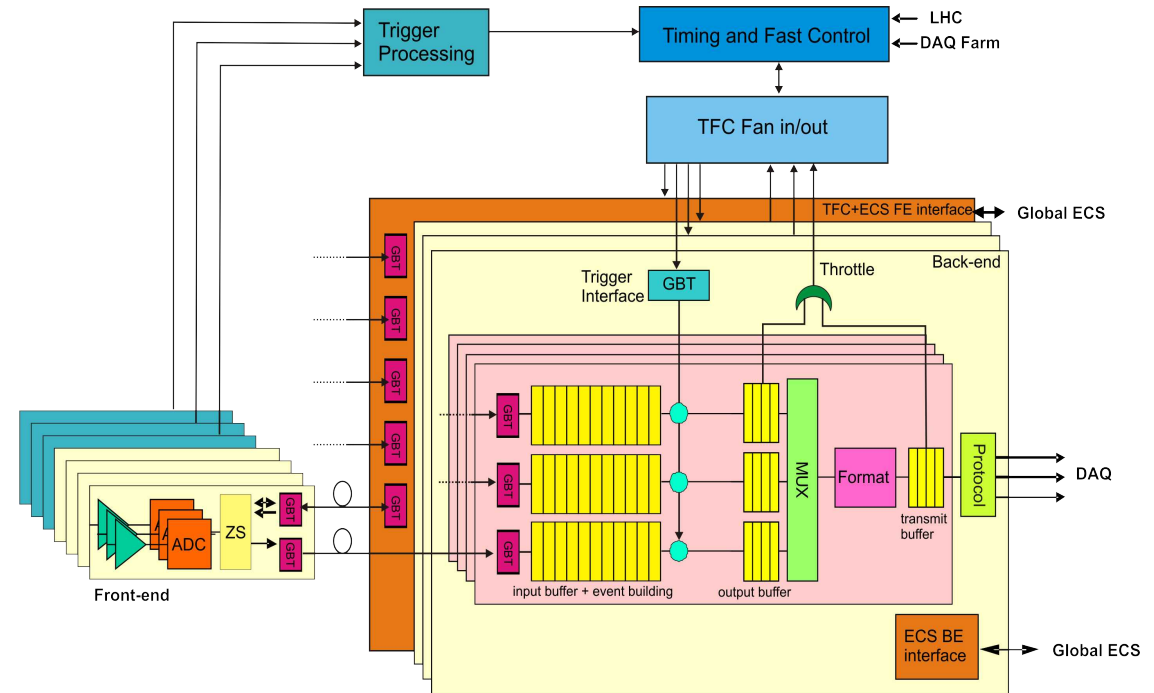 Trigger
Processing
Timing and Fast Control
LHC
DAQ Farm
TFC Fan in/out
TFC+ECS FE interface
Global ECS
Back-end
GBT
GBT
GBT
GBT
GBT
Trigger
Interface
GBT
Throttle
GBT
GBT
GBT
MUX
Format
Protocol
DAQ
transmit
buffer
input buffer + event building
output buffer
A
A
ADC
ZS
GBT
GBT
Front-end
ECS BE
interface
Global ECS